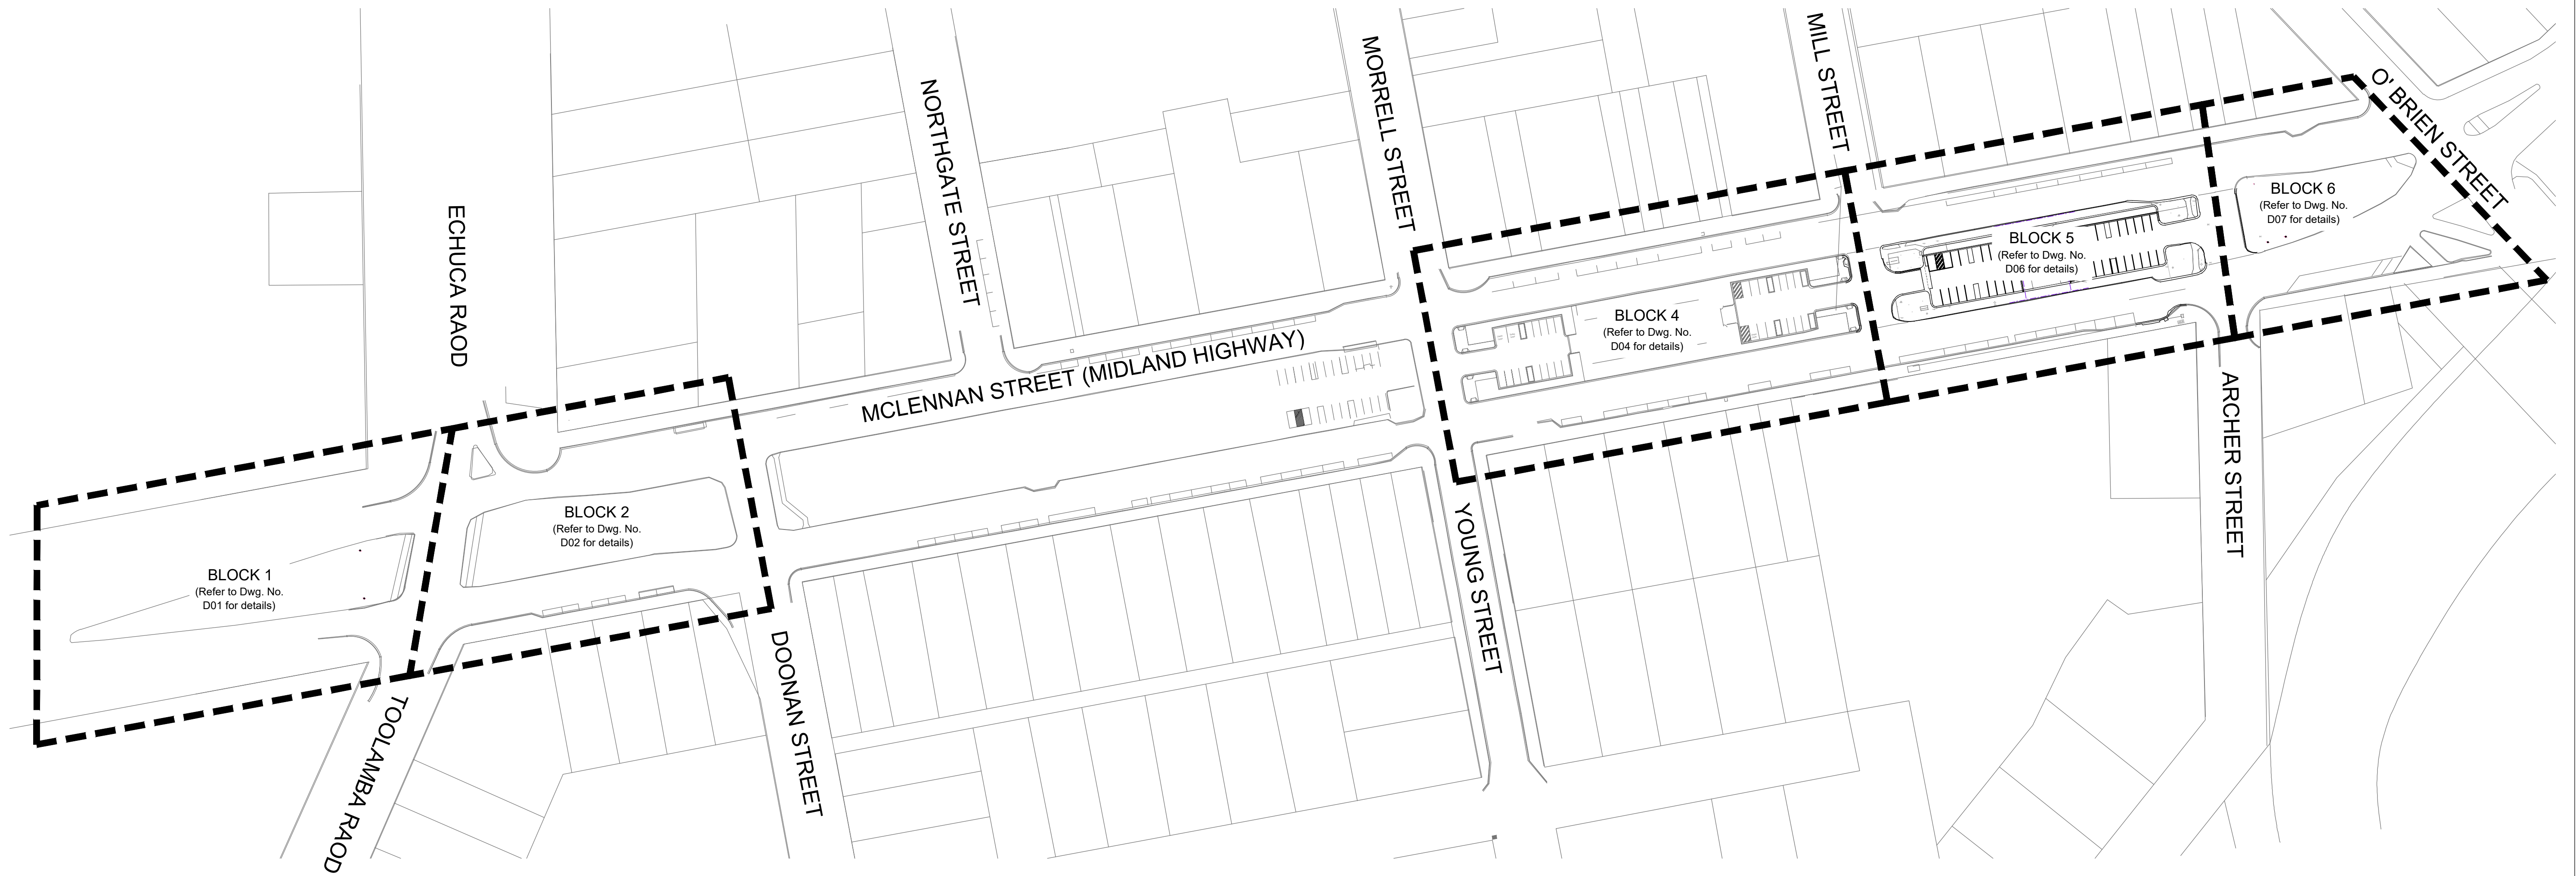 ECHUCA RAOD
NORTHGATE STREET
MORRELL STREET
MILL STREET
O' BRIEN STREET
MCLENNAN STREET (MIDLAND HIGHWAY)
BLOCK 1
(Refer to Dwg. No.
D01 for details)
BLOCK 2
(Refer to Dwg. No.
D02 for details)
BLOCK 4
(Refer to Dwg. No.
D04 for details)
BLOCK 5
(Refer to Dwg. No.
D06 for details)
BLOCK 6
(Refer to Dwg. No.
D07 for details)
TOOLAMBA RAOD
DOONAN STREET
YOUNG STREET
ARCHER STREET